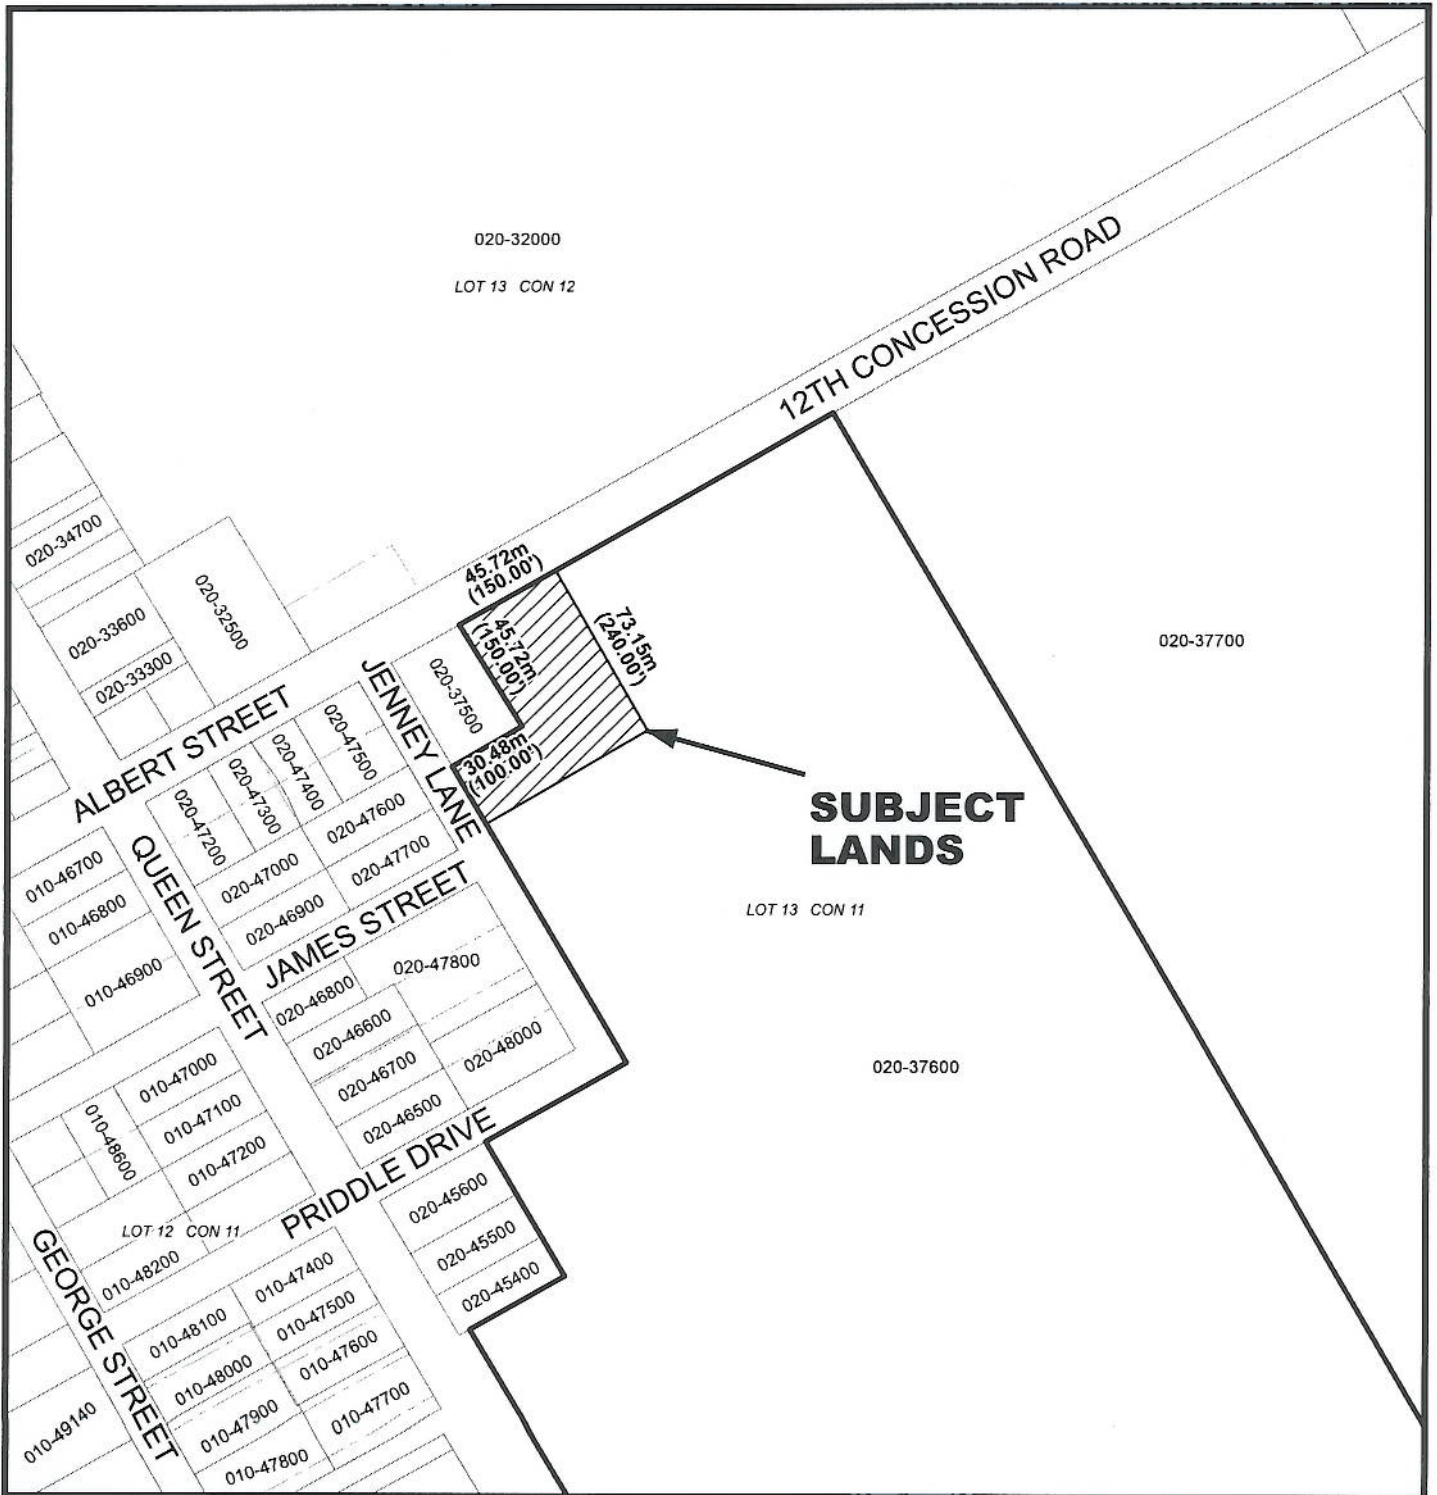 020-32000
LOT 13 CON 12
12TH CONCESSION ROAD
020-34700
020-33600
020-33300
020-32500
45.72m
(150.00')
45.72m
(150.00')
73.15m
(240.00')
30.48m
(100.00')
020-37700
020-37500
JENNEY LANE
ALBERT STREET
020-47500
020-47400
020-47300
020-47200
020-47600
020-47700
020-47000
020-46900
SUBJECT
LANDS
LOT 13 CON 11
020-37600
QUEEN STREET
JAMES STREET
010-46700
010-46800
010-46900
020-47800
020-46800
020-46600
020-46700
020-46500
020-48000
PRIDDLE DRIVE
010-47000
010-47100
010-47200
010-48600
LOT 12 CON 11
010-48200
020-45600
020-45500
020-45400
GEORGE STREET
010-47400
010-47500
010-47600
010-47700
010-48100
010-48000
010-47900
010-47800
010-49140